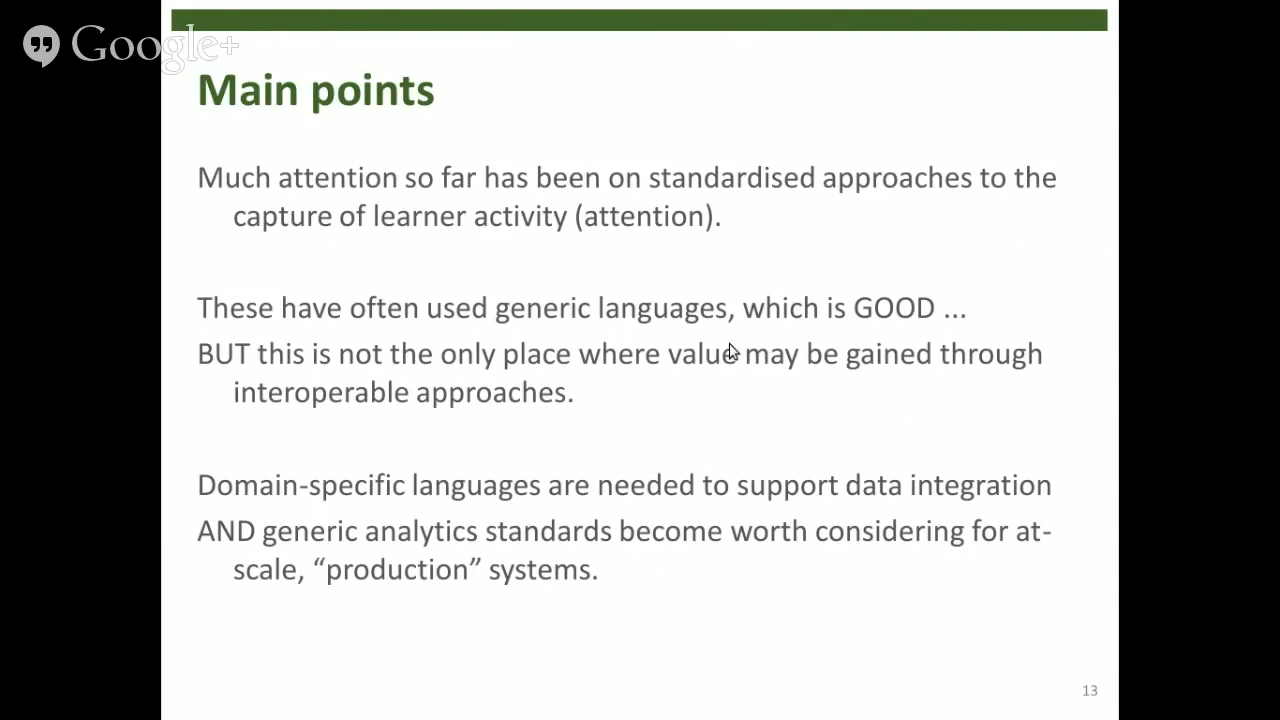 Google+
Main points
Much attention so far has been on standardised approaches to the
capture of learner activity (attention).
These have often used generic languages, which is GOOD ...
BUT this is not the only place where value may be gained through
interoperable approaches.
Domain-specific languages are needed to support data integration
AND generic analytics standards become worth considering for at-
scale, “production” systems.
13